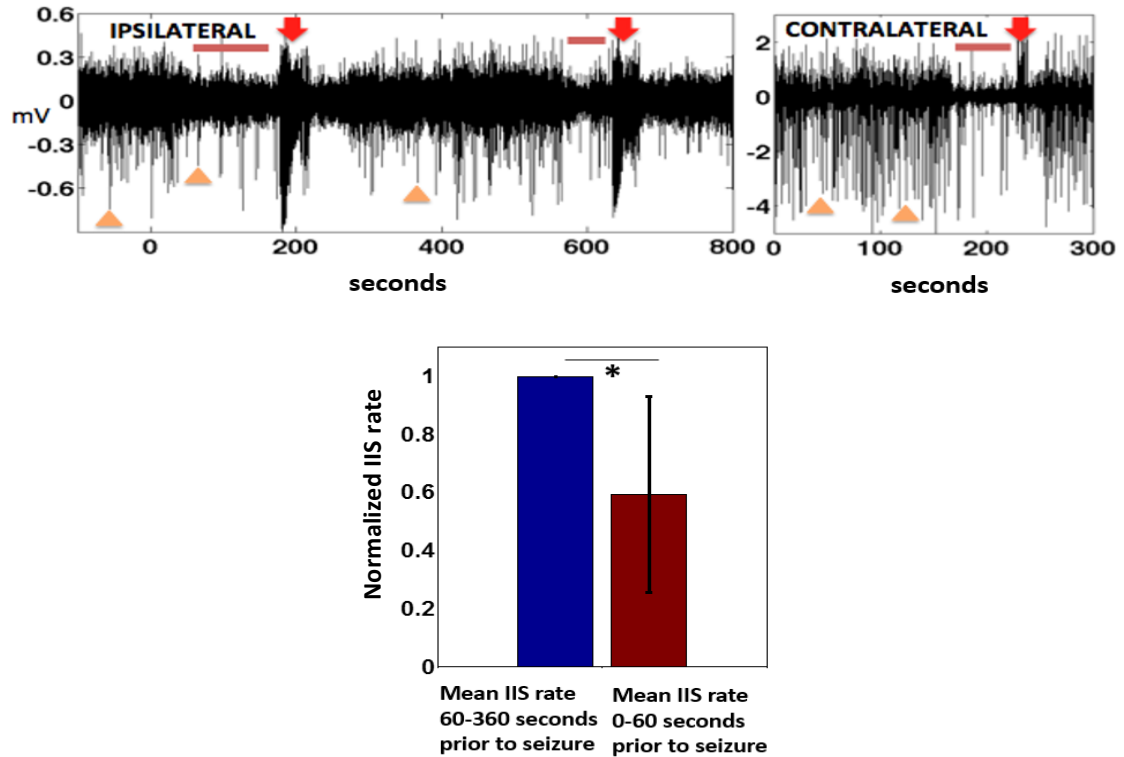 IPSILATERAL
0.6
0.3
0
mV
-0.3
-0.6
0 200 400 600 800
seconds
CONTRALATERAL
2
0
-2
-4
0 100 200 300
seconds
Normalized IIS rate
1
0.8
0.6
0.4
0.2
0
*
Mean IIS rate
60-360 seconds
prior to seizure
Mean IIS rate
0-60 seconds
prior to seizure